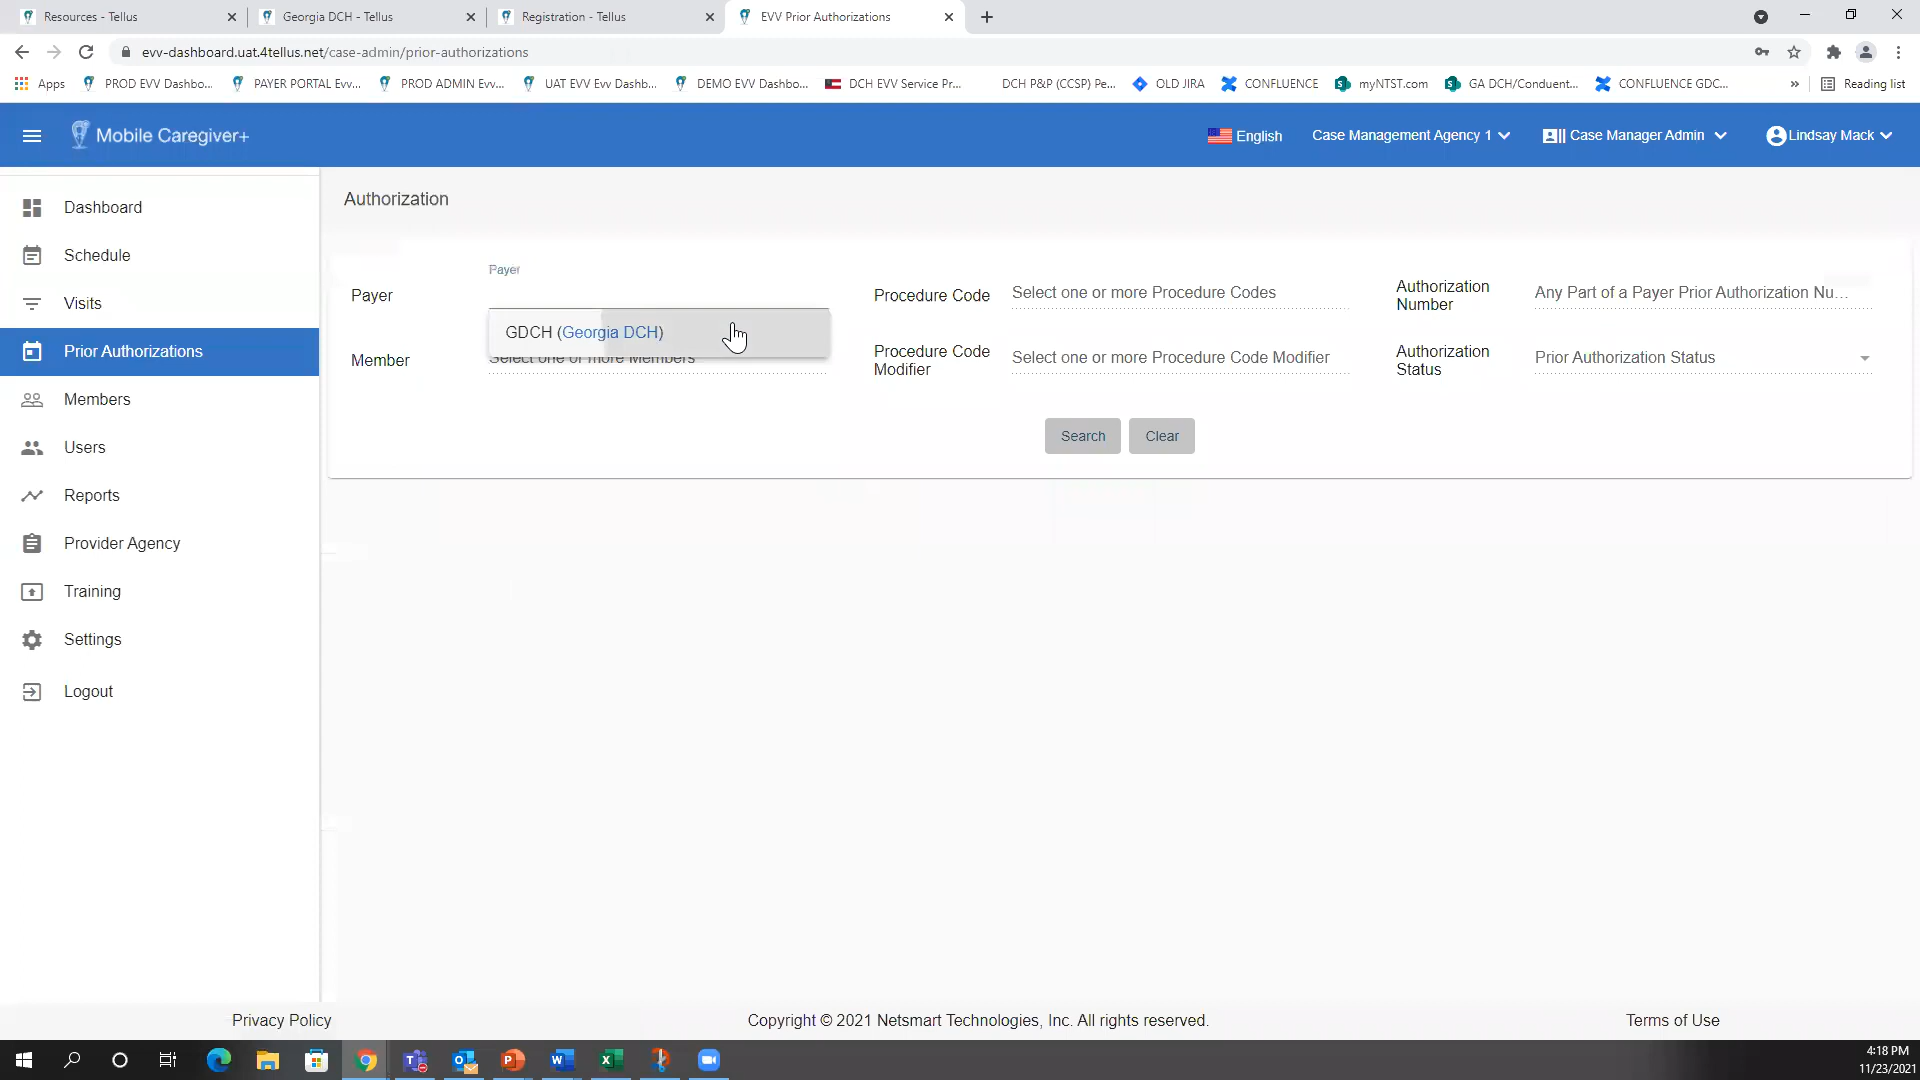 Resources - Tellus
Georgia DCH - Tellus
Registration - Tellus
EVV Prior Authorizations
evv-dashboard.uat.4tellus.net/case-admin/prior-authorizations
Apps
PROD EVV Dashbo...
PAYER PORTAL Evv...
PROD ADMIN Evv...
UAT EVV Evv Dashb...
DEMO EVV Dashbo...
DCH EVV Service Pr...
DCH P&P (CCSP) Pe...
OLD JIRA
CONFLUENCE
myNTST.com
GA DCH/Conduent...
CONFLUENCE GDC...
»
Reading list
Mobile Caregiver+
English
Case Management Agency 1
Case Manager Admin
Lindsay Mack
Dashboard
Schedule
Visits
Prior Authorizations
Members
Users
Reports
Provider Agency
Training
Settings
Logout
Authorization
Payer
Payer
GDCH (Georgia DCH)
Member
Select one or more Members
Procedure Code
Select one or more Procedure Codes
Procedure Code
Modifier
Select one or more Procedure Code Modifier
Authorization
Number
Any Part of a Payer Prior Authorization Nu...
Authorization
Status
Prior Authorization Status
Search
Clear
Privacy Policy
Copyright © 2021 Netsmart Technologies, Inc. All rights reserved.
Terms of Use
4:18 PM
11/23/2021